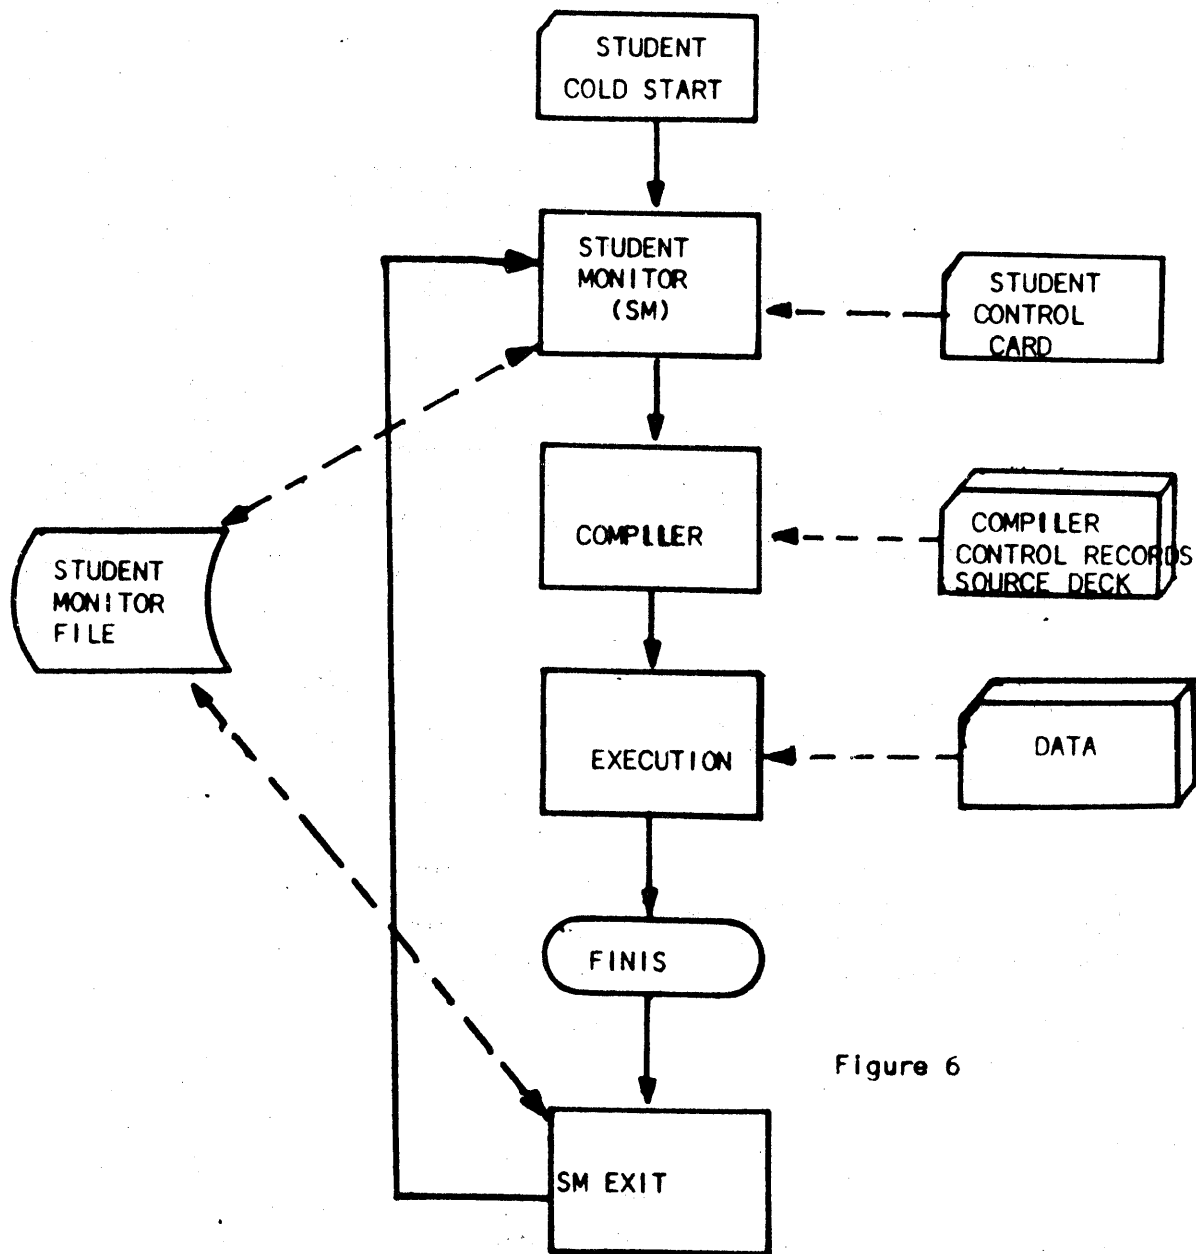 STUDENT
COLD START
STUDENT
MONITOR
(SM)
STUDENT
CONTROL
CARD
COMPILER
COMPILER
CONTROL RECORDS
SOURCE DECK
STUDENT
MONITOR
FILE
EXECUTION
DATA
FINIS
Figure 6
SM EXIT